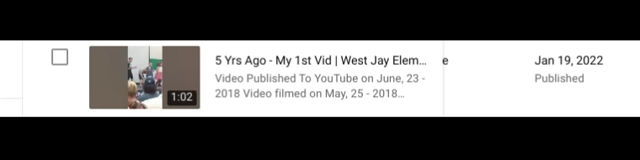 5 Yrs Ago - My 1st Vid | West Jay Elem... e
Jan 19, 2022
Video Published To YouTube on June, 23 -
Published
2018 Video filmed on May, 25 - 2018...
1:02